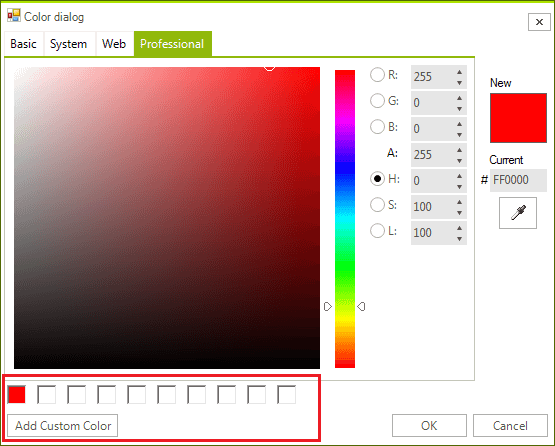 Color dialog
Basic System Web Professional
R: 255
G: 0
B: 0
A: 255
H: 0
S: 100
L: 100
New
Current
# FF0000
Add Custom Color
OK
Cancel